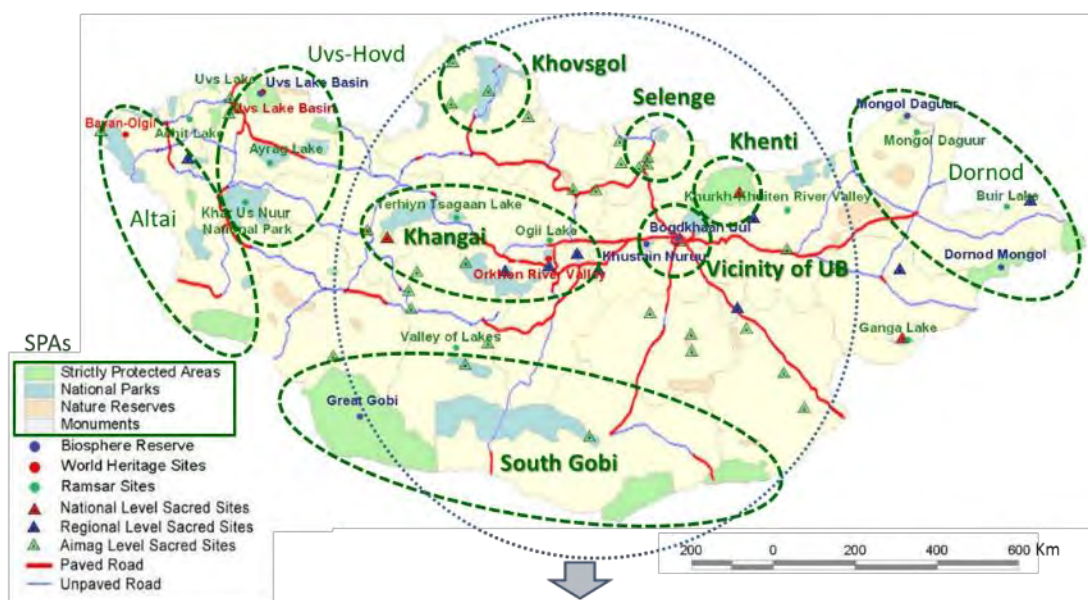 Uvs-Hovd
Khovsgol
Uvs Lake
Uvs Lake Basin
Uvs Lake Basin
Selenge
Mongol Daguur
Bayan-Olgii
Achit Lake
Mongol Daguur
Ayrag Lake
Khenti
Dornod
Khurkh-Khuiten River Valley
Buir Lake
Altai
Khar Us Nuur
National Park
Terhiyn Tsagaan Lake
Khangai
Ogii Lake
Bogdkhaan Uul
Khustain Nuruu
Orkhon River Valley
Vicinity of UB
Dornod Mongol
Ganga Lake
Valley of Lakes
Great Gobi
South Gobi
SPAs
Strictly Protected Areas
National Parks
Nature Reserves
Monuments
Biosphere Reserve
World Heritage Sites
Ramsar Sites
National Level Sacred Sites
Regional Level Sacred Sites
Aimag Level Sacred Sites
Paved Road
Unpaved Road
200 0 200 400 600 Km